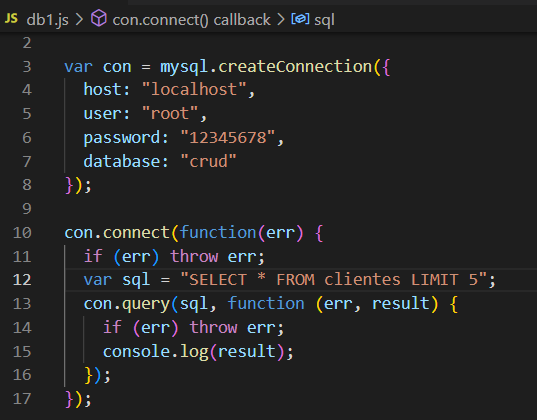 JS db1.js > con.connect() callback > sql
2
3 var con = mysql.createConnection({
4   host: "localhost",
5   user: "root",
6   password: "12345678",
7   database: "crud"
8 });
9
10 con.connect(function(err) {
11   if (err) throw err;
12   var sql = "SELECT * FROM clientes LIMIT 5";
13   con.query(sql, function (err, result) {
14     if (err) throw err;
15     console.log(result);
16   });
17 });